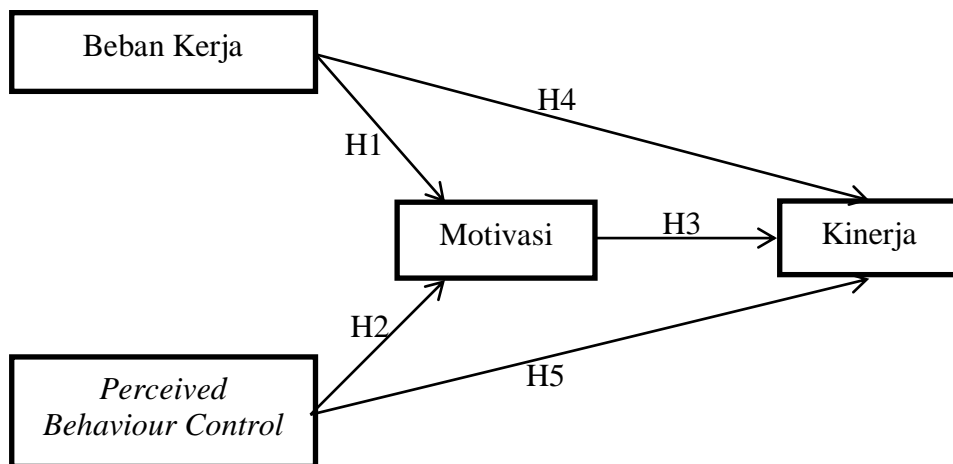 Beban Kerja
H4
H1
Motivasi
H3
Kinerja
H2
Perceived
Behaviour Control
H5